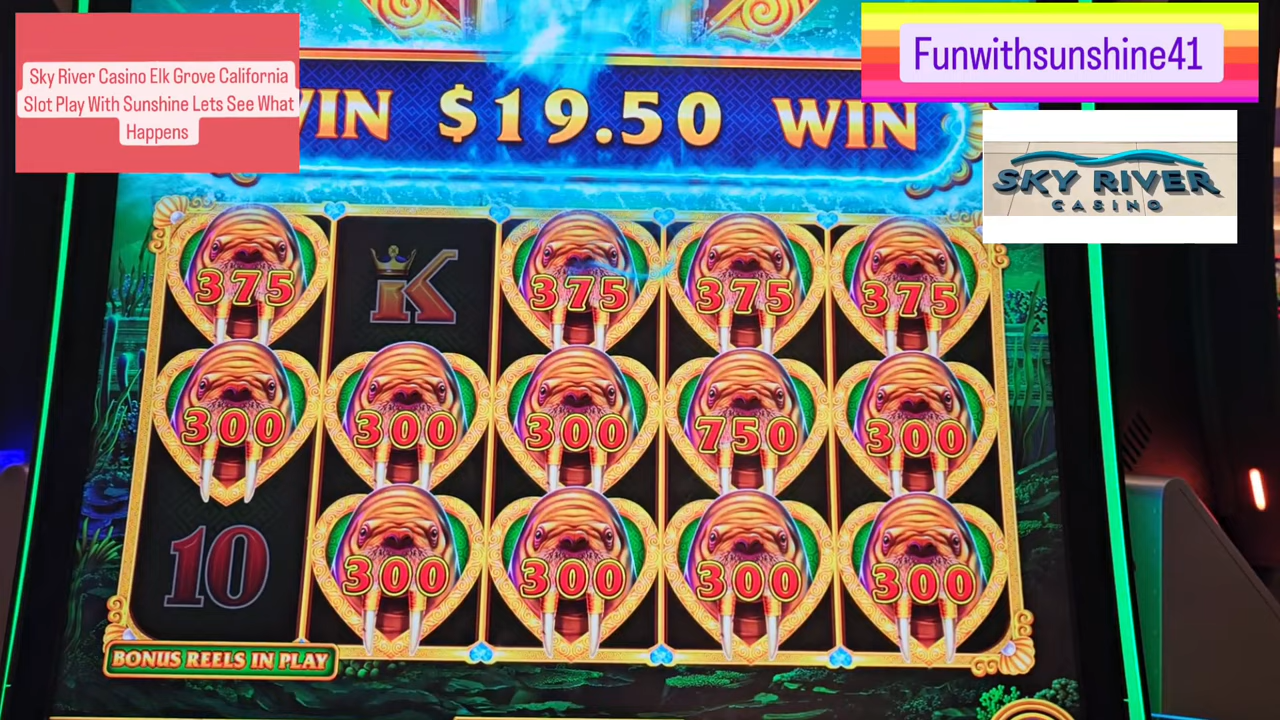 Sky River Casino Elk Grove California
Slot Play With Sunshine Lets See What
Happens
Funwithsunshine41
WIN $19.50 WIN
SKY RIVER
CASINO
375 K 375 375 375
300 300 300 750 300
10 300 300 300 300
BONUS REELS IN PLAY